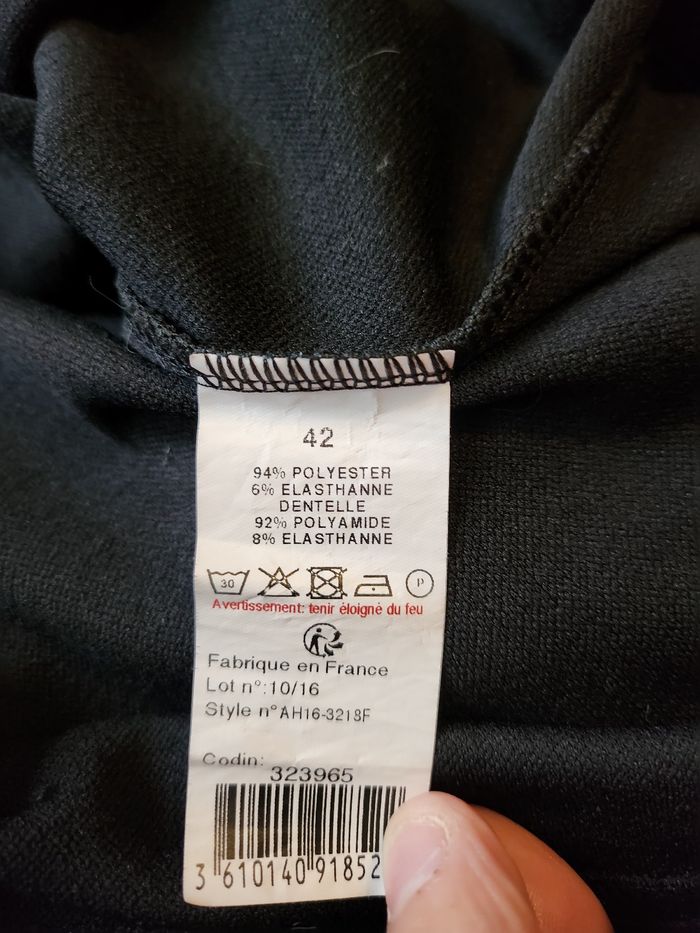 42
94% POLYESTER
6% ELASTHANNE
DENTELLE
92% POLYAMIDE
8% ELASTHANNE
30 P
Avertissement: tenir éloigné du feu
Fabrique en France
Lot n°:10/16
Style n°AH16-3218F
Codin:
323965
3 610140 91852